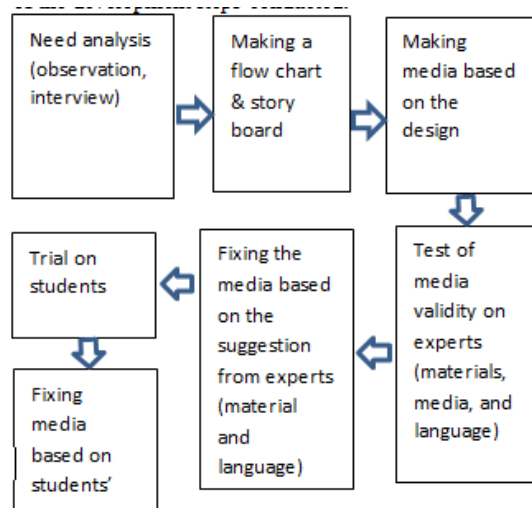 Need analysis
(observation,
interview)
Making a
flow chart
& story
board
Making
media based
on the
design
Test of
media
validity on
experts
(materials,
media, and
language)
Fixing the
media based
on the
suggestion
from experts
(material
and
language)
Trial on
students
Fixing
media
based on
students'